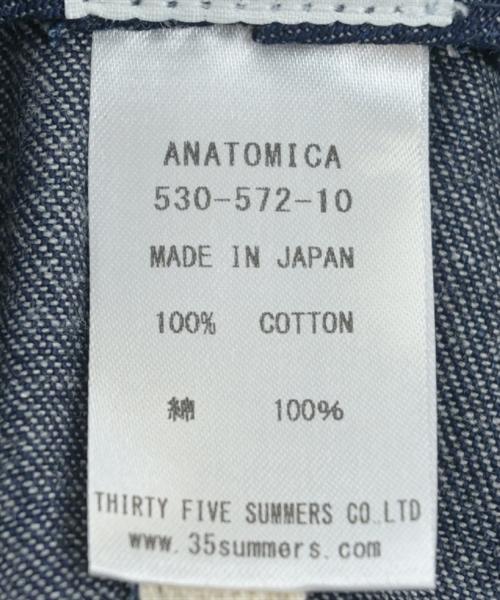 ANATOMICA
530-572-10
MADE IN JAPAN
100% COTTON
綿 100%
THIRTY FIVE SUMMERS CO.,LTD
www.35summers.com